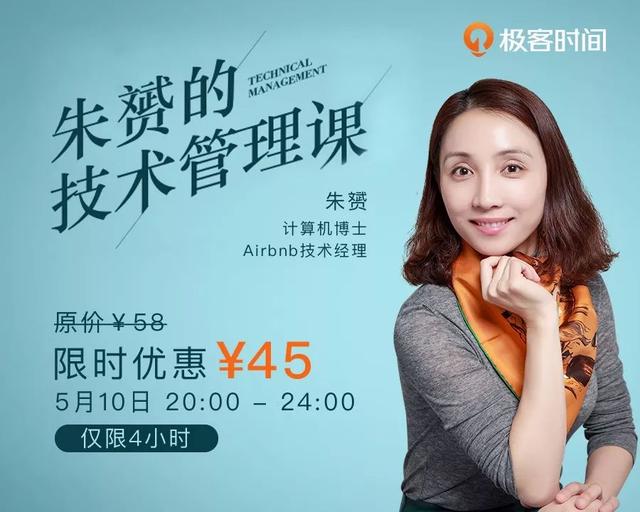 极客时间
朱赟的
TECHNICAL
MANAGEMENT
技术管理课
朱赟
计算机博士
Airbnb技术经理
原价￥58
限时优惠 ¥45
5月10日 20:00 – 24:00
仅限4小时